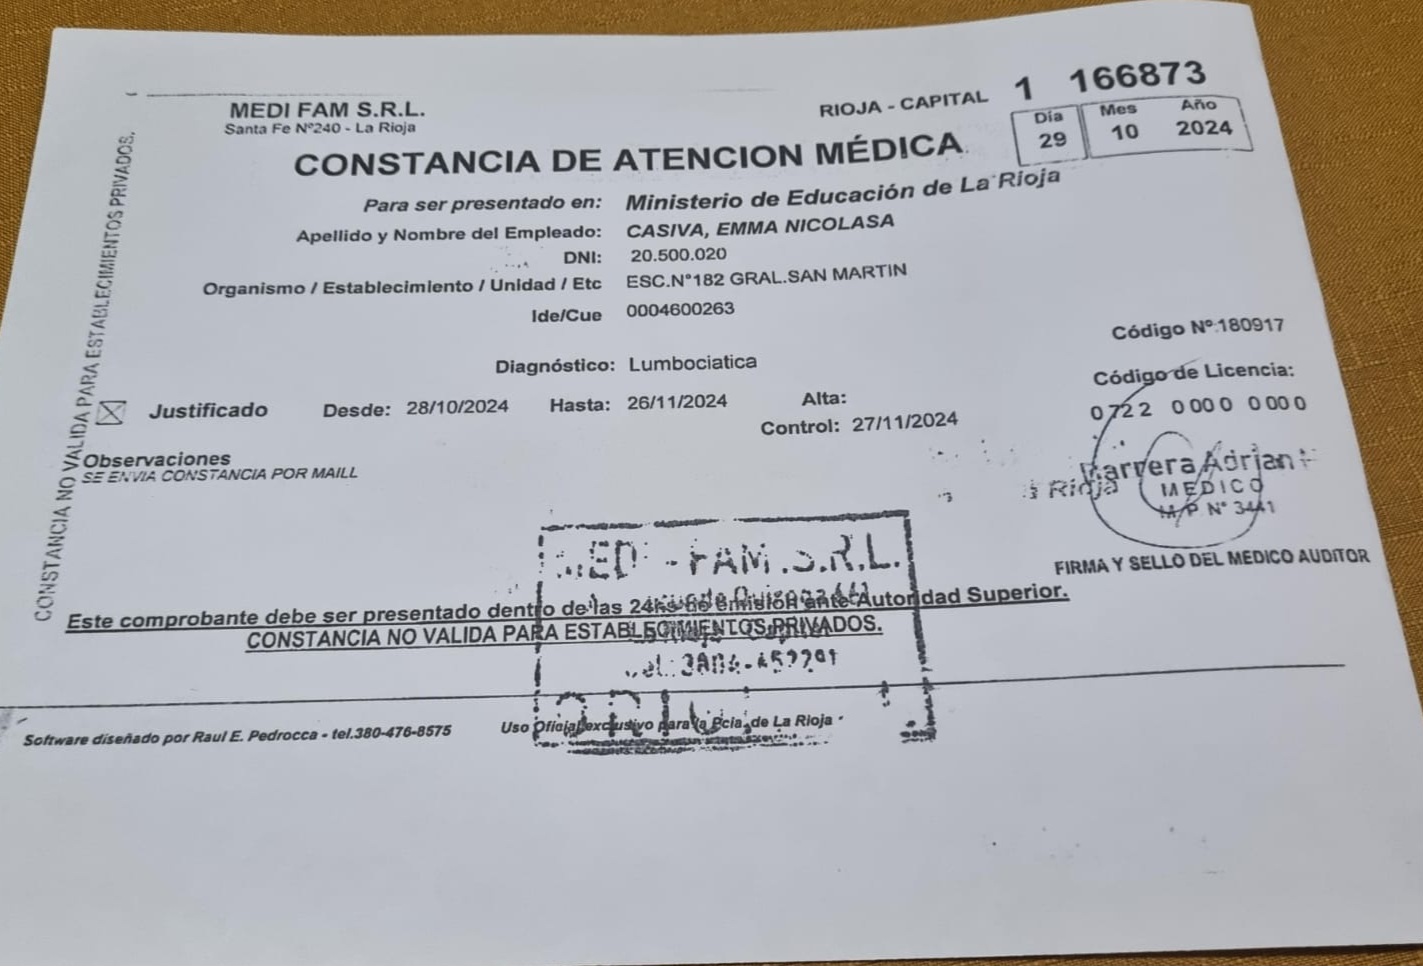 MEDI FAM S.R.L.
Santa Fe Nº240 - La Rioja
RIOJA - CAPITAL 1 166873
Día Mes Año
29 10 2024
CONSTANCIA DE ATENCION MÉDICA
Para ser presentado en: Ministerio de Educación de La Rioja
Apellido y Nombre del Empleado: CASIVA, EMMA NICOLASA
DNI: 20.500.020
Organismo / Establecimiento / Unidad / Etc ESC.N°182 GRAL.SAN MARTIN
Ide/Cue 0004600263
Código Nº:180917
Diagnóstico: Lumbociatica
Código de Licencia:
0722 0000 0000
Justificado Desde: 28/10/2024 Hasta: 26/11/2024 Alta:
Control: 27/11/2024
Observaciones
SE ENVIA CONSTANCIA POR MAILL
Barrera Adrian
Rioja MEDICO
M/P N° 3441
FIRMA Y SELLO DEL MEDICO AUDITOR
MEDI - FAM.S.R.L.
Este comprobante debe ser presentado dentro de las 24hs de emisión ante Autoridad Superior.
CONSTANCIA NO VALIDA PARA ESTABLECIMIENTOS PRIVADOS.
Software diseñado por Raul E. Pedrocca - tel.380-476-8575
Uso Oficial exclusivo para la Pcia. de La Rioja
CONSTANCIA NO VALIDA PARA ESTABLECIMIENTOS PRIVADOS.